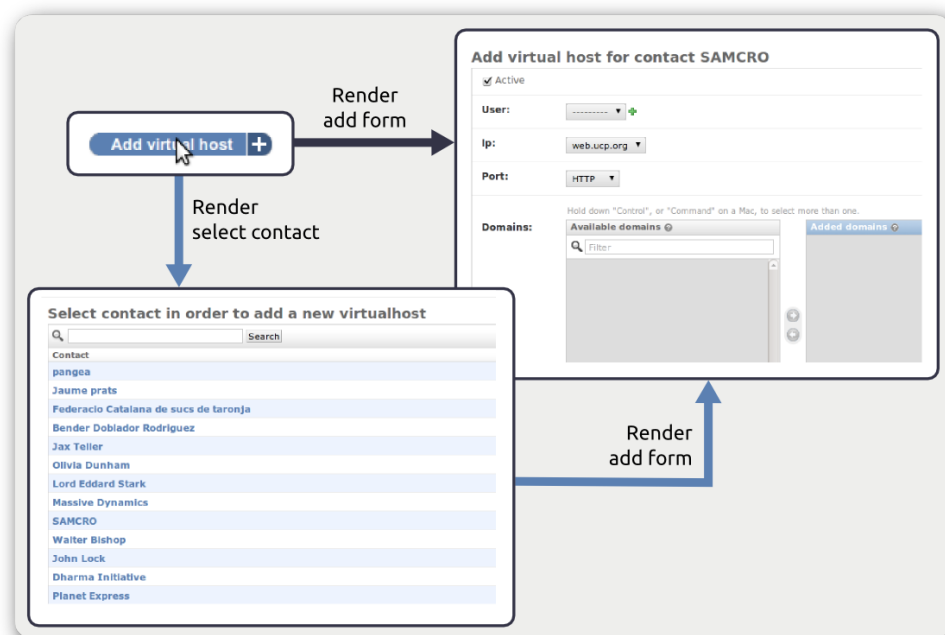 Add virtual host for contact SAMCRO
Active
User:
---------
Ip:
web.ucp.org
Port:
HTTP
Hold down "Control", or "Command" on a Mac, to select more than one.
Domains:
Available domains
Filter
Added domains
Render
add form
Add virtual host
Render
select contact
Select contact in order to add a new virtualhost
Search
Contact
pangea
Jaume prats
Federacio Catalana de sucs de taronja
Bender Doblador Rodriguez
Jax Teller
Olivia Dunham
Lord Eddard Stark
Massive Dynamics
SAMCRO
Walter Bishop
John Lock
Dharma Initiative
Planet Express
Render
add form